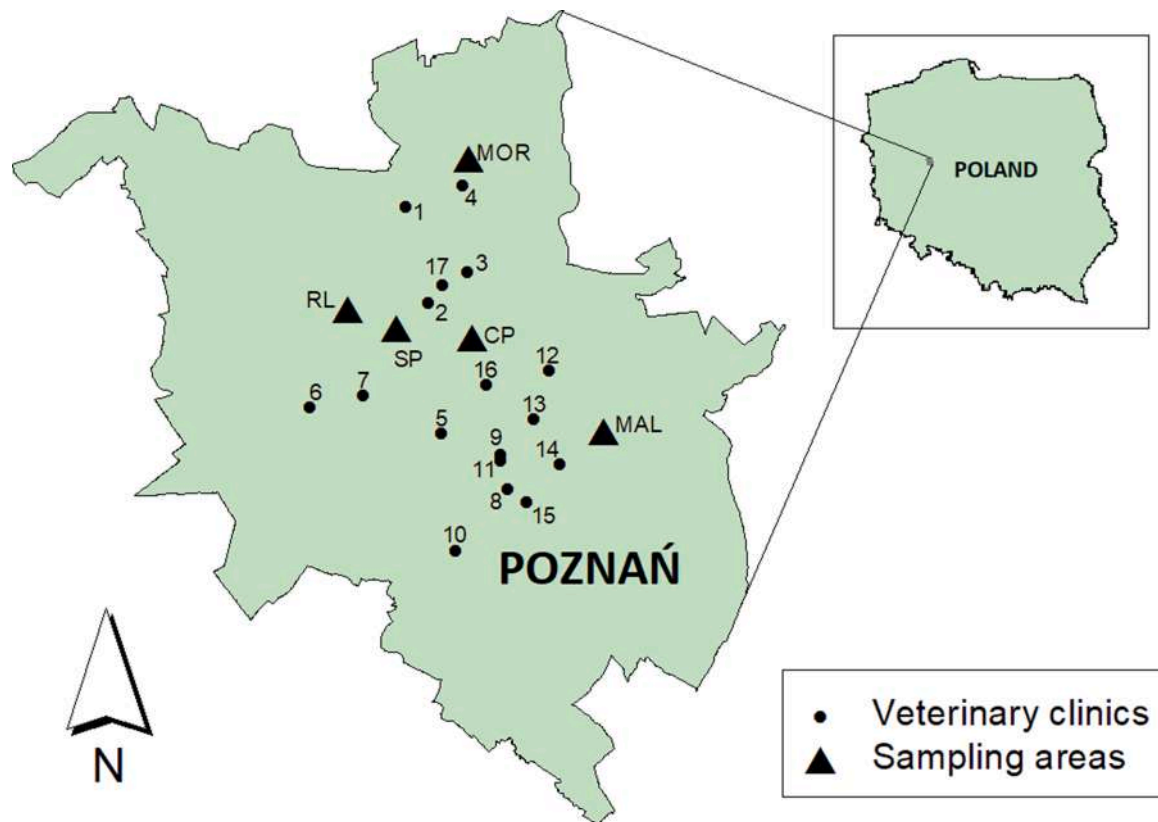 MOR
4
1
POLAND
3
17
2
RL
SP
CP
16
12
6
7
13
5
MAL
9
11
14
8
15
10
POZNAŃ
N
Veterinary clinics
Sampling areas